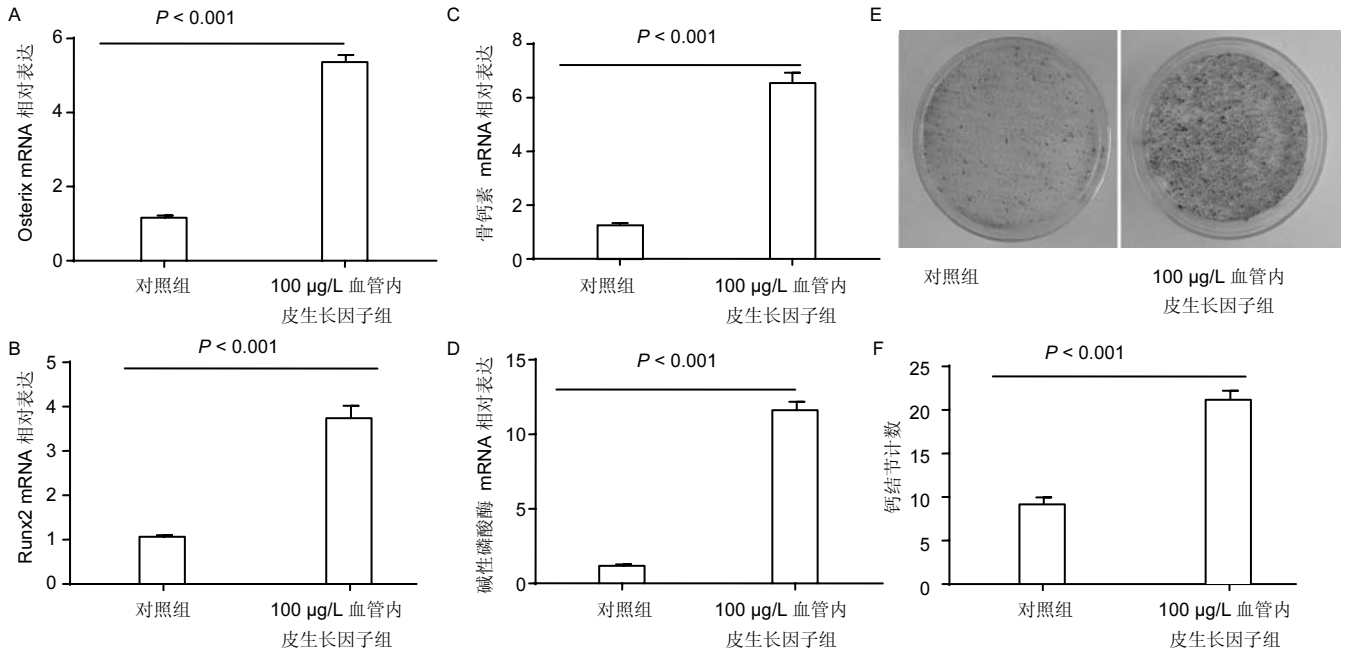 A
P < 0.001
Osterix mRNA 相对表达
6
4
2
0
对照组
100 µg/L 血管内
皮生长因子组
C
P < 0.001
骨钙素 mRNA 相对表达
8
6
4
2
0
对照组
100 µg/L 血管内
皮生长因子组
E
对照组
100 µg/L 血管内
皮生长因子组
B
P < 0.001
Runx2 mRNA 相对表达
5
4
3
2
1
0
对照组
100 µg/L 血管内
皮生长因子组
D
P < 0.001
碱性磷酸酶 mRNA 相对表达
15
10
5
0
对照组
100 µg/L 血管内
皮生长因子组
F
P < 0.001
钙结节计数
25
20
15
10
5
0
对照组
100 µg/L 血管内
皮生长因子组